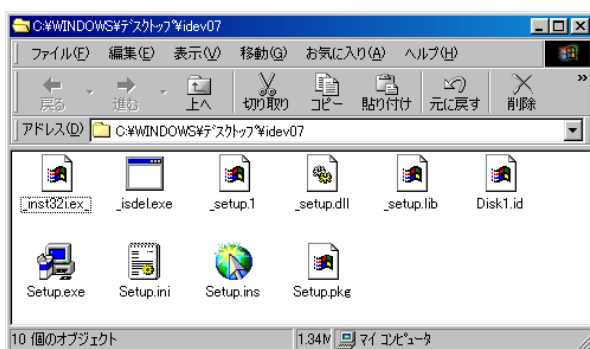 C:¥WINDOWS¥ﾃﾞｽｸﾄｯﾌﾟ¥idev07
ファイル(F) 編集(E) 表示(V) 移動(G) お気に入り(A) ヘルプ(H)
戻る 進む 上へ 切り取り コピー 貼り付け 元に戻す 削除 »
アドレス(D) C:¥WINDOWS¥ﾃﾞｽｸﾄｯﾌﾟ¥idev07
_inst32i.ex_ _isdel.exe _setup.1 _setup.dll _setup.lib Disk1.id
Setup.exe Setup.ini Setup.ins Setup.pkg
10 個のオブジェクト 1.34M マイ ｺﾝﾋﾟｭｰﾀ